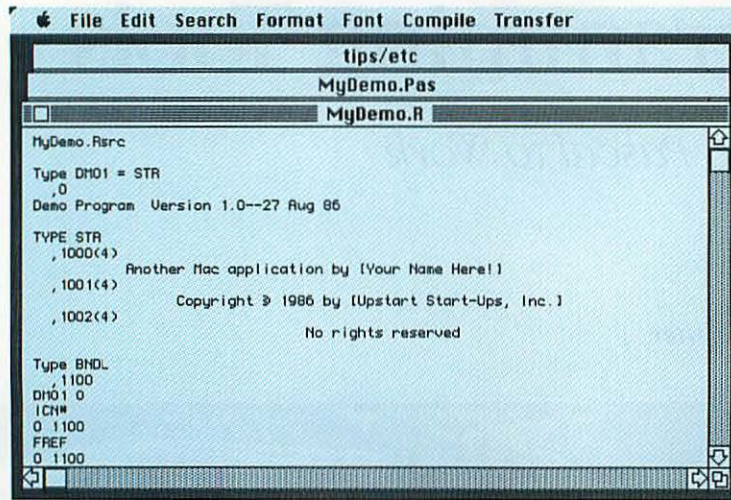 File Edit Search Format Font Compile Transfer
tips/etc
MyDemo.Pas
MyDemo.R
MyDemo.Rsrc
Type DMO1 = STR
,0
Demo Program Version 1.0--27 Aug 86
TYPE STR
,1000(4)
Another Mac application by [Your Name Here!]
,1001(4)
Copyright 1986 by [Upstart Start-Ups, Inc.]
,1002(4)
No rights reserved
Type BNDL
,1100
DMO1 0
ICN#
0 1100
FREF
0 1100